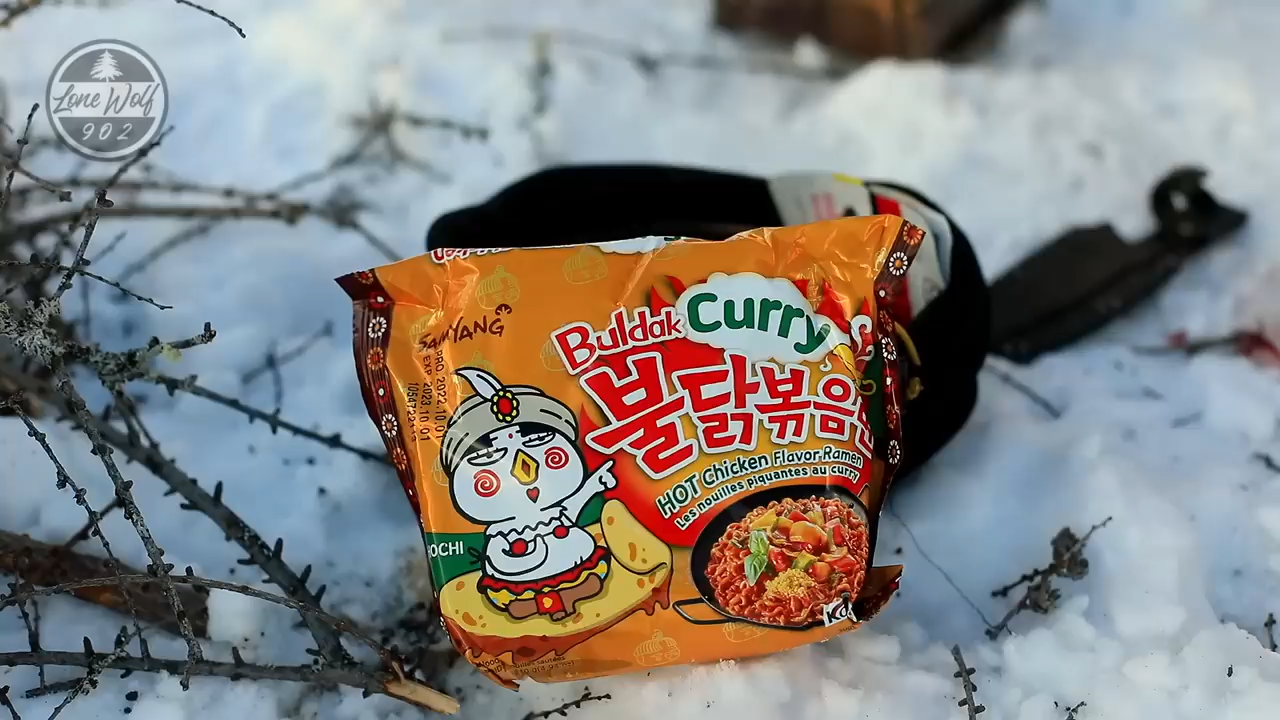 Lone Wolf
902
SAMYANG
PRO 2022.10.01
EXP 2023.10.01
Buldak Curry
불닭볶음면
HOT Chicken Flavor Ramen
Les nouilles piquantes au curry
OCHI